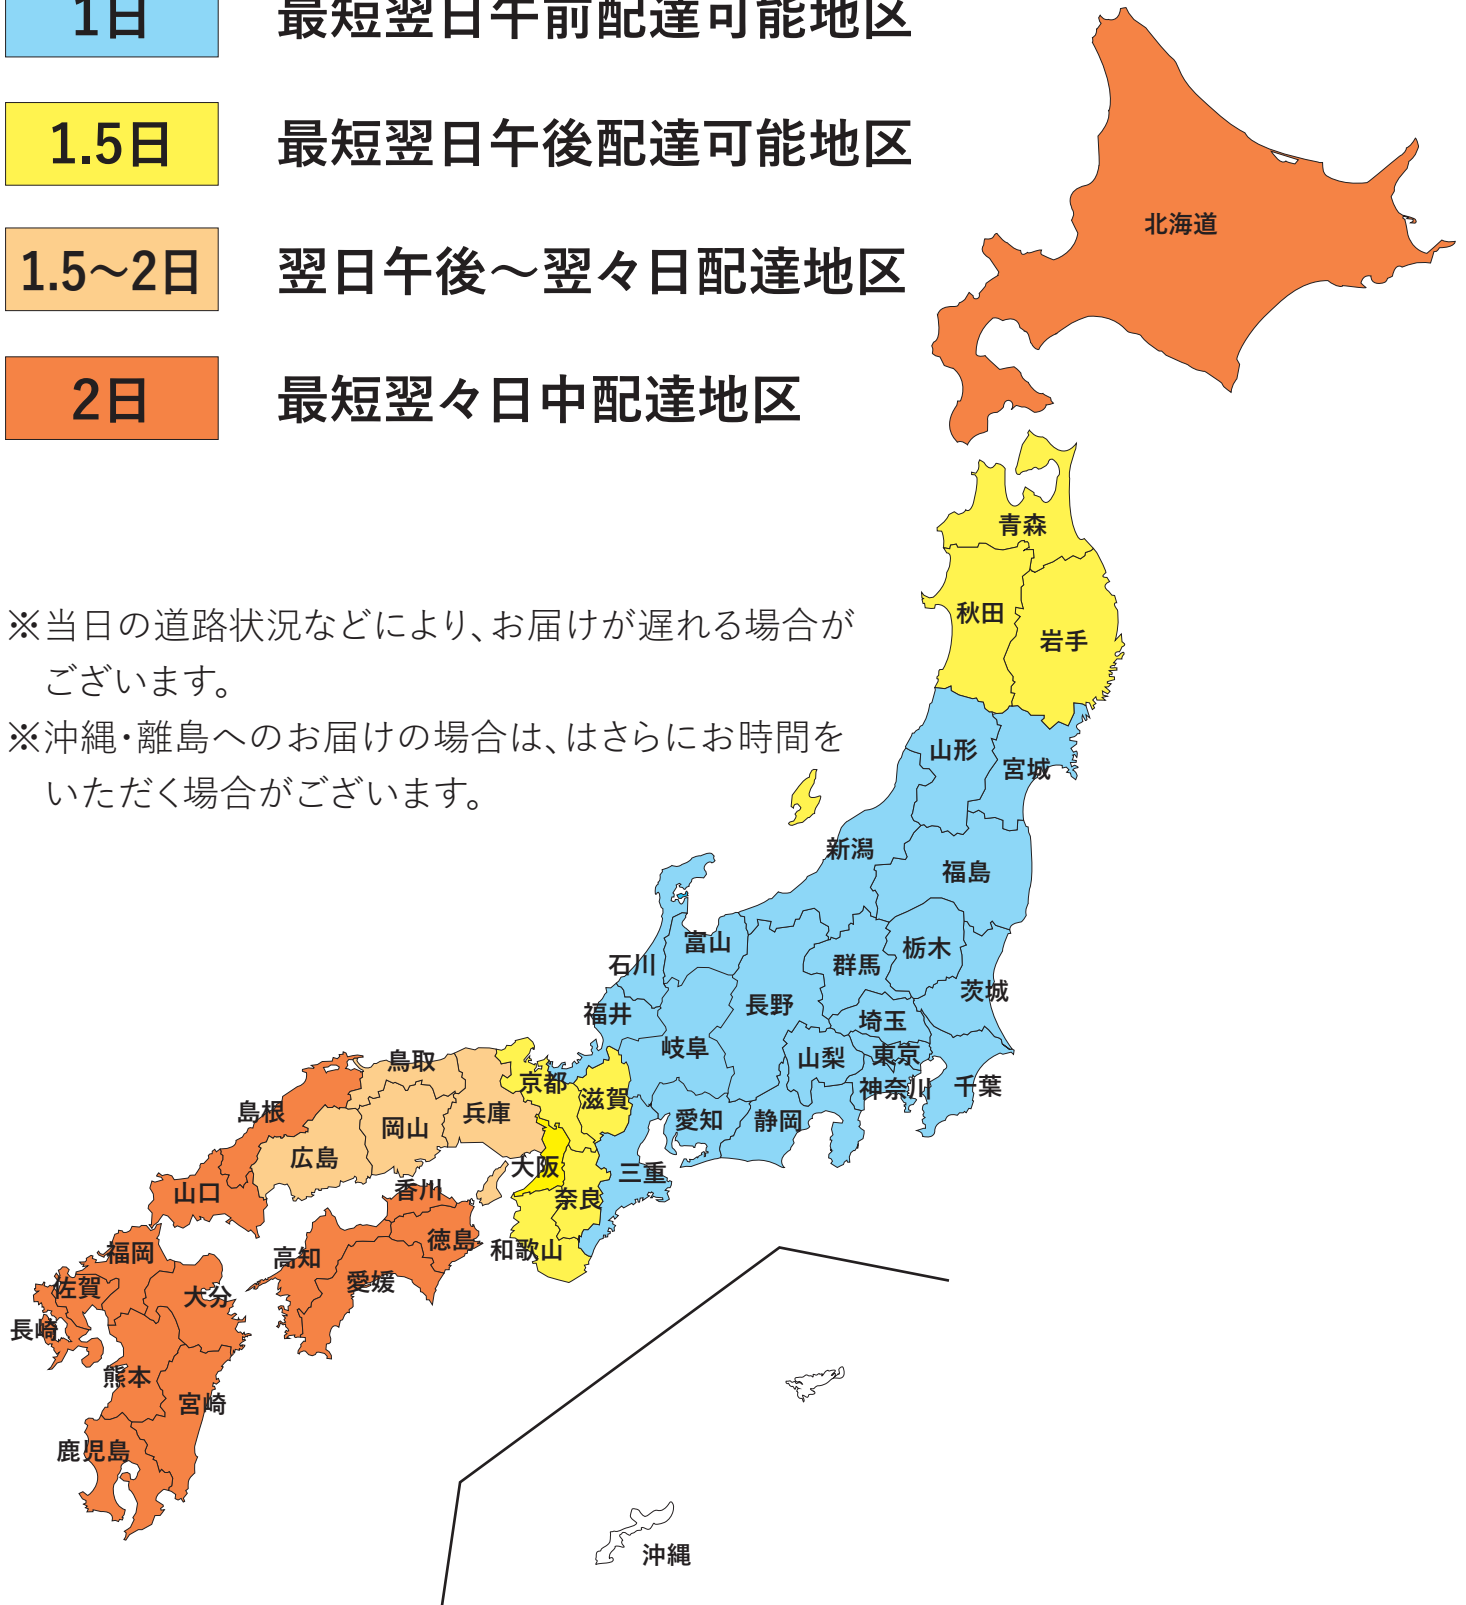 1日 最短翌日午前配達可能地区
1.5日 最短翌日午後配達可能地区
1.5〜2日 翌日午後〜翌々日配達地区
2日 最短翌々日中配達地区
※当日の道路状況などにより、お届けが遅れる場合が
ございます。
※沖縄・離島へのお届けの場合は、はさらにお時間を
いただく場合がございます。
北海道
青森
秋田
岩手
山形
宮城
新潟
福島
富山
石川
群馬
栃木
茨城
福井
長野
埼玉
岐阜
山梨
東京
神奈川
千葉
愛知
静岡
三重
鳥取
京都
滋賀
島根
岡山
兵庫
広島
大阪
奈良
山口
香川
徳島
和歌山
高知
愛媛
福岡
佐賀
大分
長崎
熊本
宮崎
鹿児島
沖縄